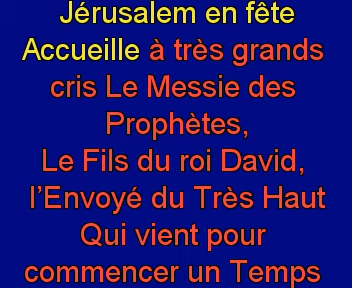 Jérusalem en fête
Accueille à très grands
cris Le Messie des
Prophètes,
Le Fils du roi David,
l’Envoyé du Très Haut
Qui vient pour
commencer un Temps